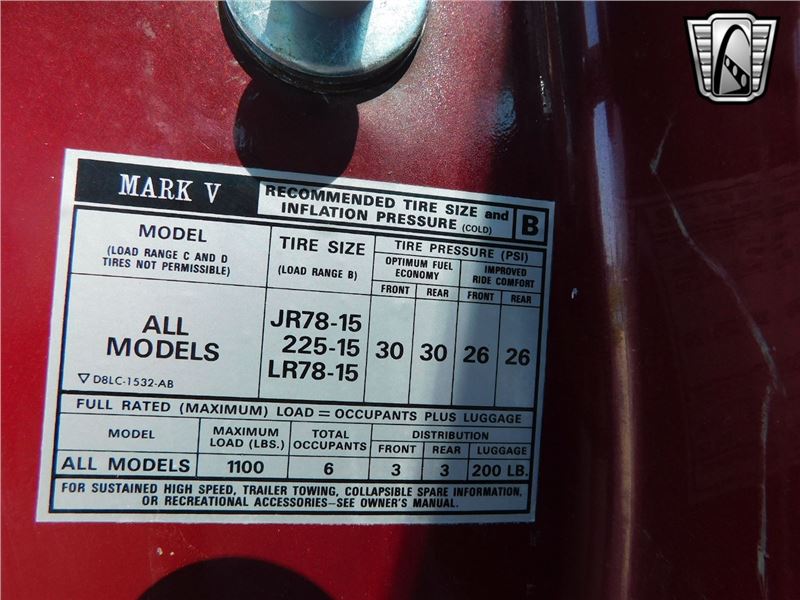 MARK V
RECOMMENDED TIRE SIZE and
INFLATION PRESSURE (COLD)
B
MODEL
(LOAD RANGE C AND D
TIRES NOT PERMISSIBLE)
TIRE SIZE
(LOAD RANGE B)
TIRE PRESSURE (PSI)
OPTIMUM FUEL
ECONOMY
IMPROVED
RIDE COMFORT
FRONT REAR FRONT REAR
ALL
MODELS
▽ D8LC-1532-AB
JR78-15
225-15
LR78-15
30 30 26 26
FULL RATED (MAXIMUM) LOAD = OCCUPANTS PLUS LUGGAGE
MODEL
MAXIMUM
LOAD (LBS.)
TOTAL
OCCUPANTS
DISTRIBUTION
FRONT REAR LUGGAGE
ALL MODELS 1100 6 3 3 200 LB.
FOR SUSTAINED HIGH SPEED, TRAILER TOWING, COLLAPSIBLE SPARE INFORMATION,
OR RECREATIONAL ACCESSORIES–SEE OWNER'S MANUAL.